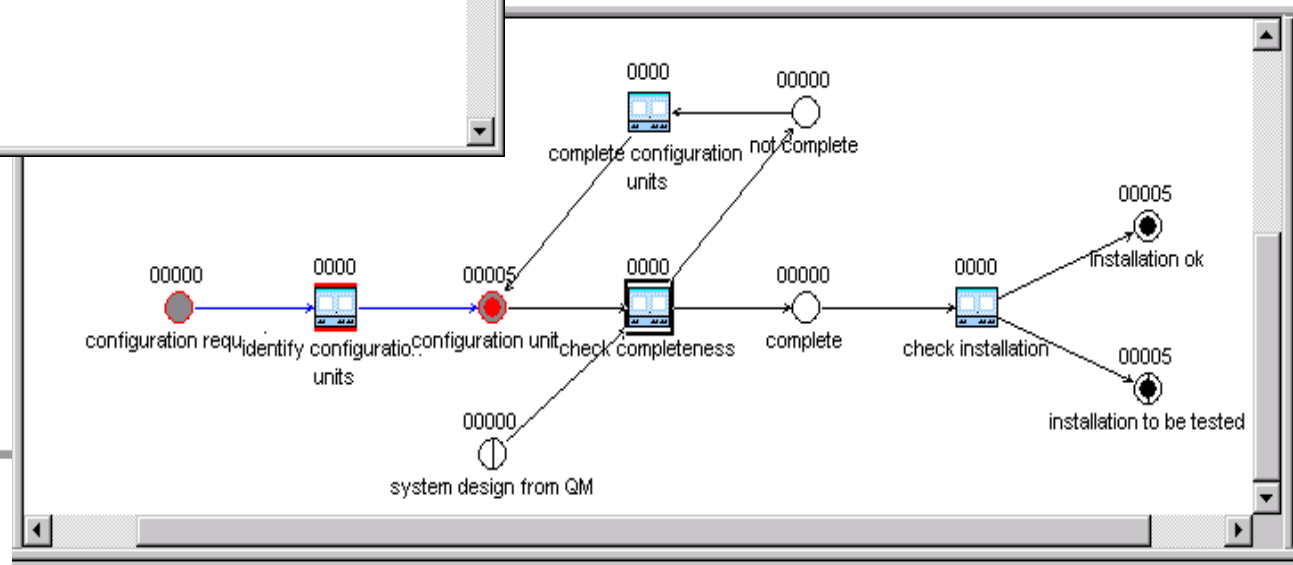 0000
00000
complete configuration
units
not complete
00005
Installation ok
00000
0000
00005
0000
00000
0000
configuration requ
identify configuratio..
units
configuration unit
check completeness
complete
check installation
00005
installation to be tested
00000
system design from QM